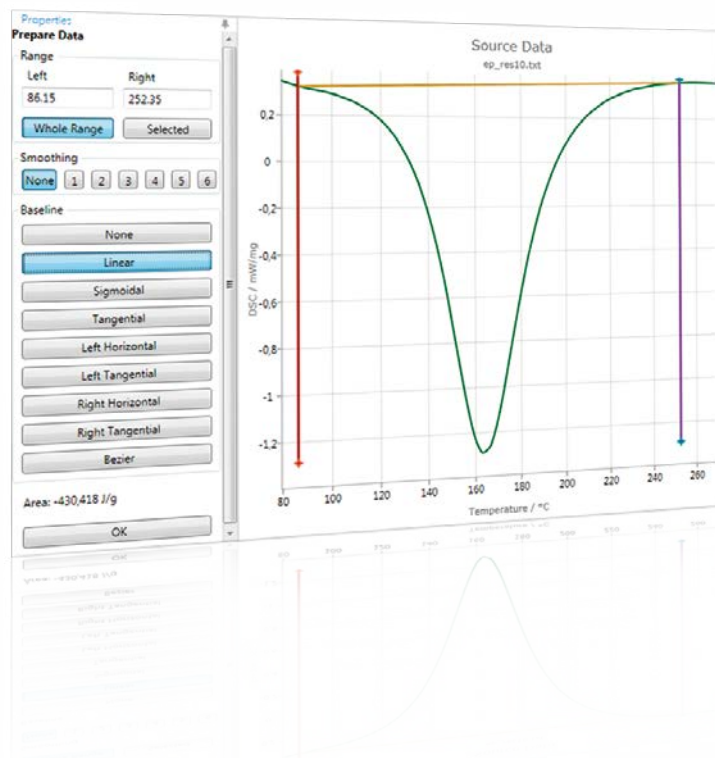 Properties
Prepare Data
Range
Left Right
86.15 252.35
Whole Range Selected
Smoothing
None 1 2 3 4 5 6
Baseline
None
Linear
Sigmoidal
Tangential
Left Horizontal
Left Tangential
Right Horizontal
Right Tangential
Bezier
Area: -430,418 J/g
OK
Source Data
ep_res10.txt
0,2
0
-0,2
-0,4
-0,6
-0,8
-1
-1,2
DSC / mW/mg
80 100 120 140 160 180 200 220 240 260
Temperature / °C